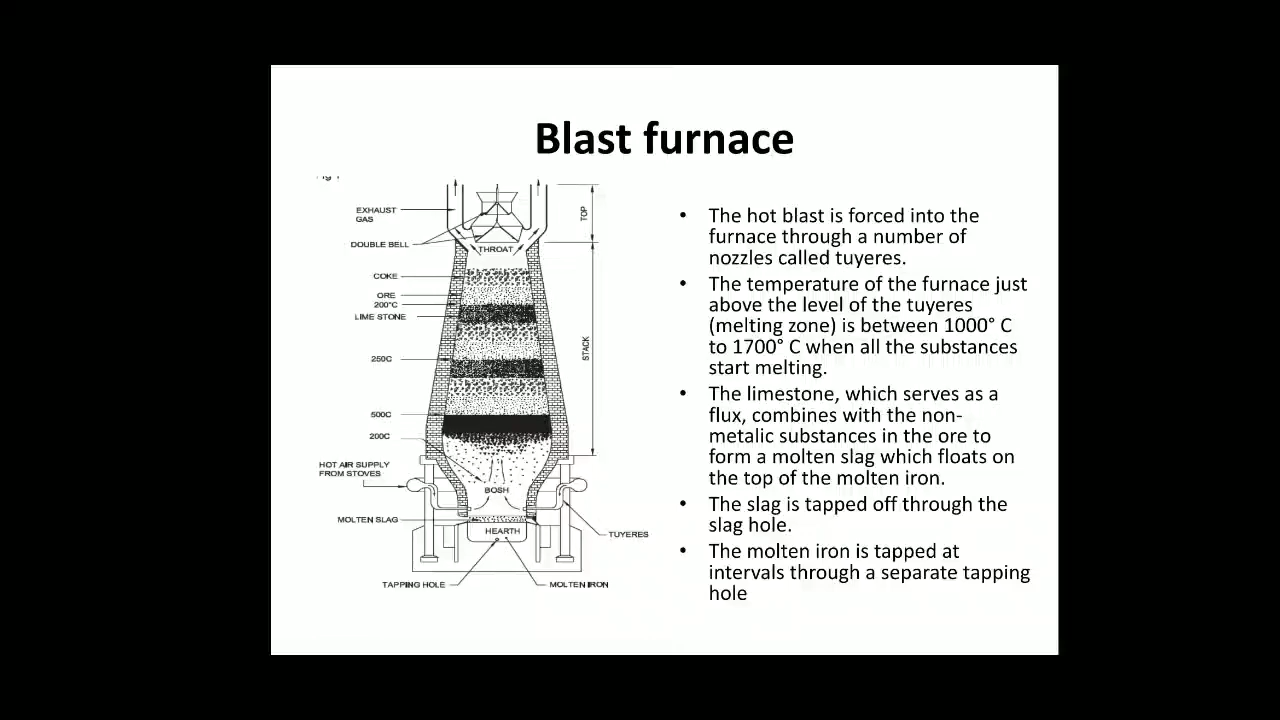 Blast furnace
EXHAUST
GAS
DOUBLE BELL
THROAT
TOP
COKE
ORE
200°C
LIME STONE
STACK
250C
500C
200C
HOT AIR SUPPLY
FROM STOVES
BOSH
MOLTEN SLAG
HEARTH
TUYERES
TAPPING HOLE
MOLTEN IRON
• The hot blast is forced into the
furnace through a number of
nozzles called tuyeres.
• The temperature of the furnace just
above the level of the tuyeres
(melting zone) is between 1000° C
to 1700° C when all the substances
start melting.
• The limestone, which serves as a
flux, combines with the non-
metalic substances in the ore to
form a molten slag which floats on
the top of the molten iron.
• The slag is tapped off through the
slag hole.
• The molten iron is tapped at
intervals through a separate tapping
hole